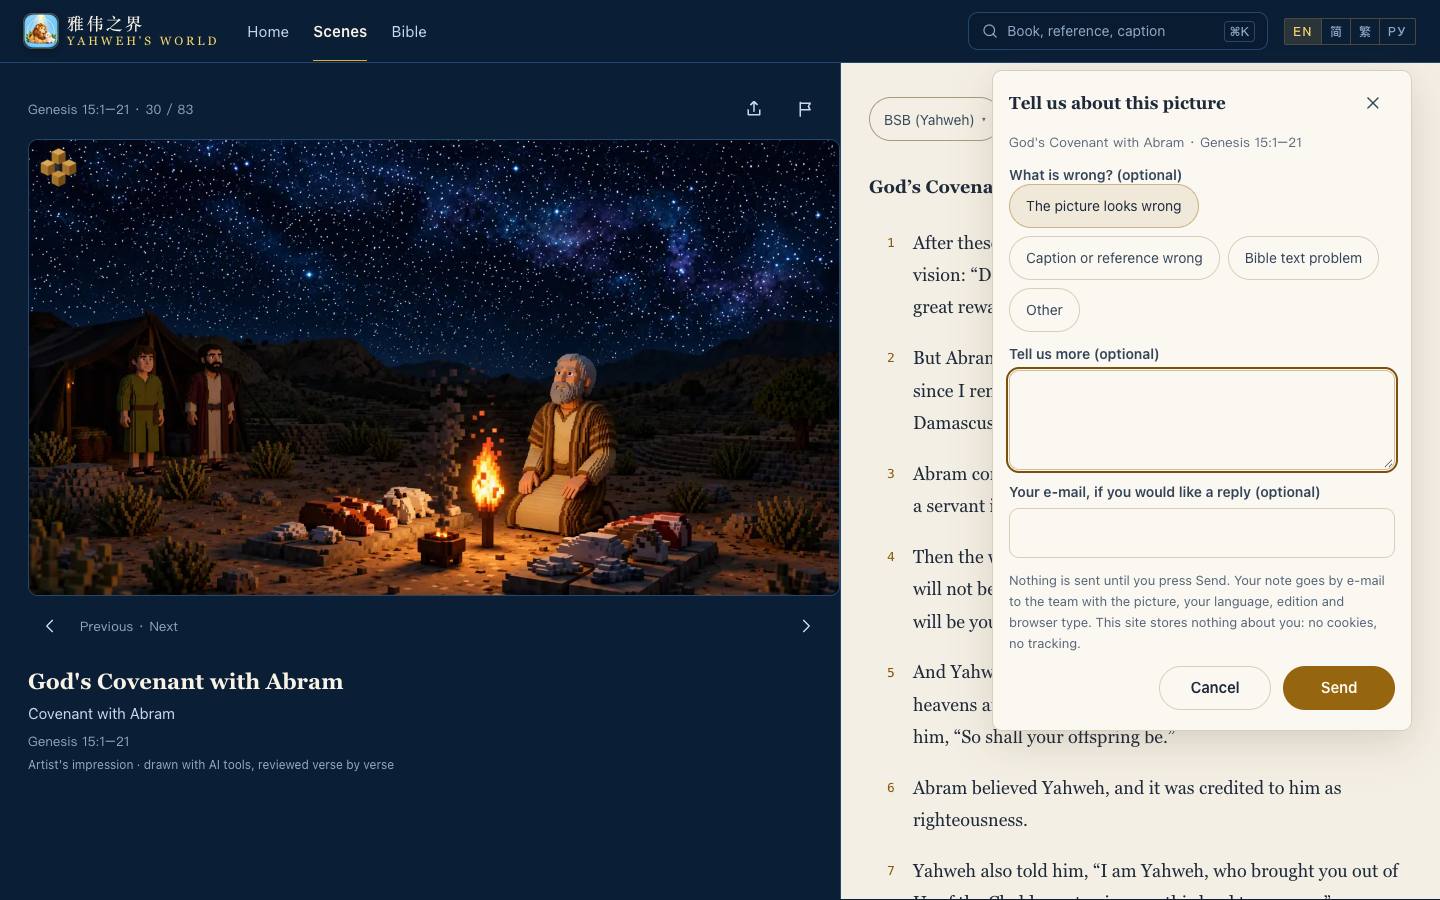 雅伟之界
YAHWEH'S WORLD
Home
Scenes
Bible
Book, reference, caption
⌘K
EN
简
繁
РУ
Genesis 15:1–21 · 30 / 83
Previous · Next
God's Covenant with Abram
Covenant with Abram
Genesis 15:1–21
Artist's impression · drawn with AI tools, reviewed verse by verse
BSB (Yahweh)
God’s
1 After
vision:
great
2 But Abram
since I
Damascus
3 Abram
a servant
4 Then the
will not be
will be
5 And
heavens
him, “So shall your offspring be.”
6 Abram believed Yahweh, and it was credited to him as
righteousness.
7 Yahweh also told him, “I am Yahweh, who brought you out of
Tell us about this picture
God's Covenant with Abram · Genesis 15:1–21
What is wrong? (optional)
The picture looks wrong
Caption or reference wrong
Bible text problem
Other
Tell us more (optional)
Your e-mail, if you would like a reply (optional)
Nothing is sent until you press Send. Your note goes by e-mail
to the team with the picture, your language, edition and
browser type. This site stores nothing about you: no cookies,
no tracking.
Cancel
Send